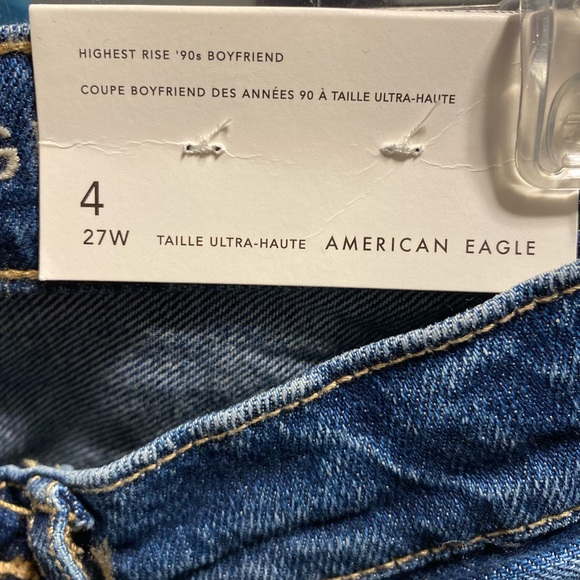 HIGHEST RISE '90s BOYFRIEND
COUPE BOYFRIEND DES ANNÉES 90 À TAILLE ULTRA-HAUTE
4
27W TAILLE ULTRA-HAUTE AMERICAN EAGLE